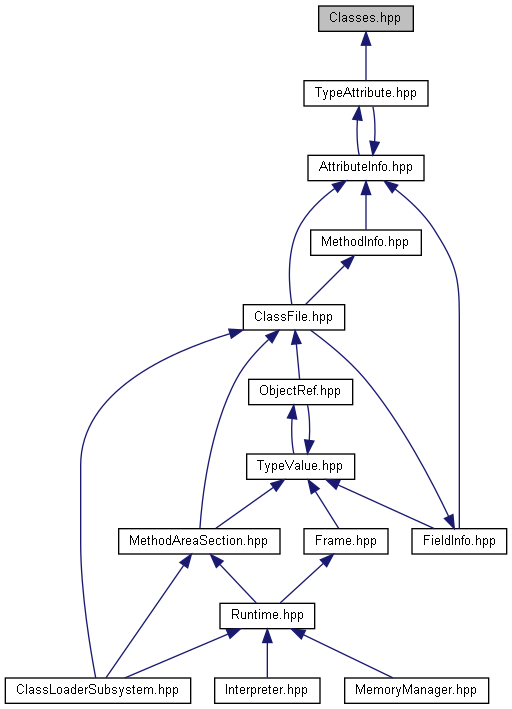 Classes.hpp
TypeAttribute.hpp
AttributeInfo.hpp
MethodInfo.hpp
ClassFile.hpp
ObjectRef.hpp
TypeValue.hpp
MethodAreaSection.hpp
Frame.hpp
FieldInfo.hpp
Runtime.hpp
ClassLoaderSubsystem.hpp
Interpreter.hpp
MemoryManager.hpp